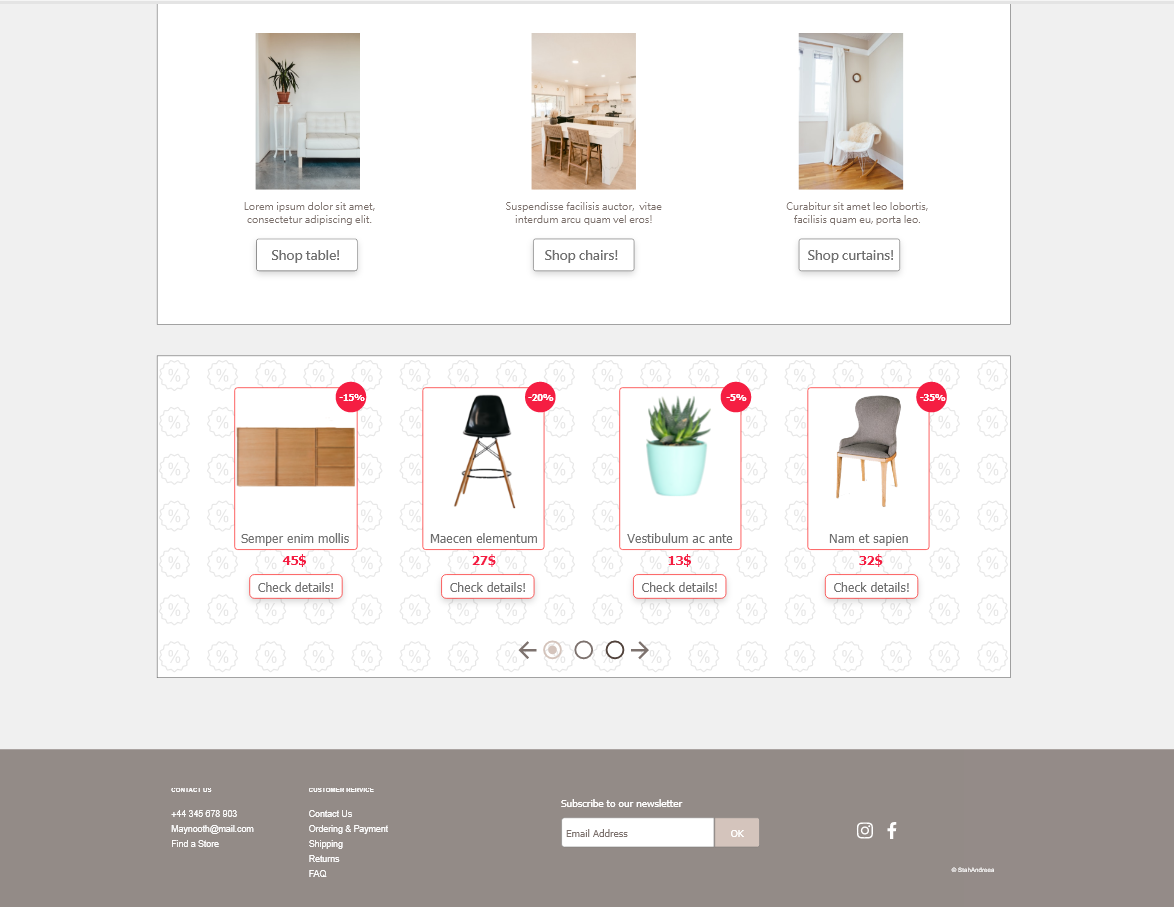 Lorem ipsum dolor sit amet,
consectetur adipiscing elit.
Suspendisse facilisis auctor, vitae
interdum arcu quam vel eros!
Curabitur sit amet leo lobortis,
facilisis quam eu, porta leo.
Shop table!
Shop chairs!
Shop curtains!
-15%
-20%
-5%
-35%
Semper enim mollis
Maecen elementum
Vestibulum ac ante
Nam et sapien
45$
27$
13$
32$
Check details!
Check details!
Check details!
Check details!
CONTACT US
+44 345 678 903
Maynooth@mail.com
Find a Store
CUSTOMER SERVICE
Contact Us
Ordering & Payment
Shipping
Returns
FAQ
Subscribe to our newsletter
Email Address
OK
© StahAndreea